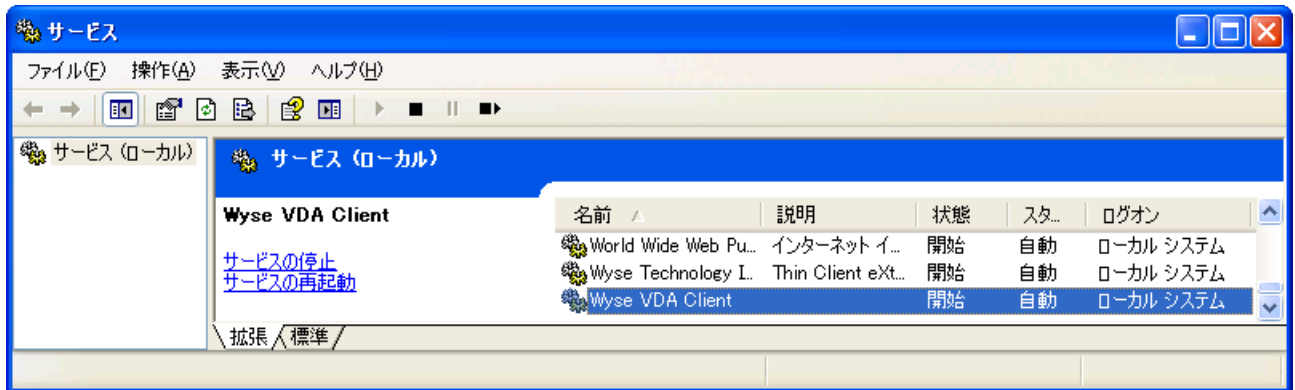 サービス
ファイル(F) 操作(A) 表示(V) ヘルプ(H)
サービス (ローカル)
サービス (ローカル)
Wyse VDA Client
サービスの停止
サービスの再起動
名前 説明 状態 スタ... ログオン
World Wide Web Pu... インターネット イ... 開始 自動 ローカル システム
Wyse Technology I... Thin Client eXt... 開始 自動 ローカル システム
Wyse VDA Client 開始 自動 ローカル システム
拡張 標準